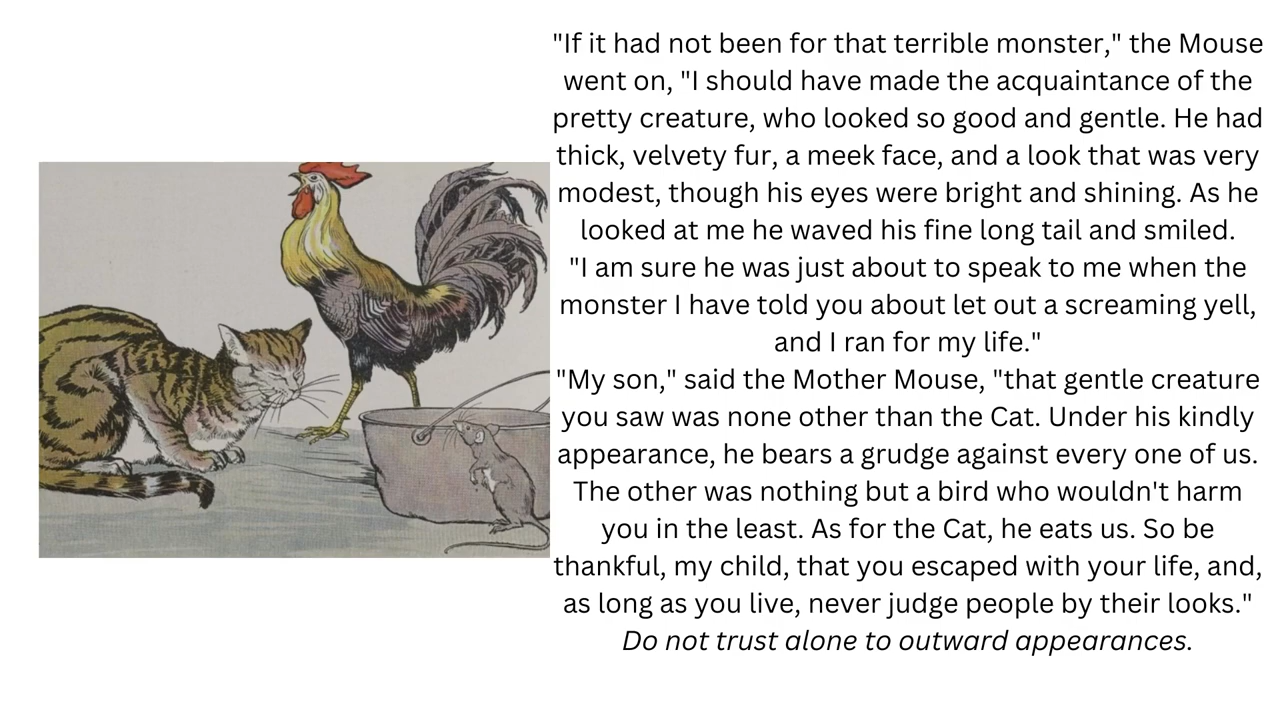 "If it had not been for that terrible monster," the Mouse
went on, "I should have made the acquaintance of the
pretty creature, who looked so good and gentle. He had
thick, velvety fur, a meek face, and a look that was very
modest, though his eyes were bright and shining. As he
looked at me he waved his fine long tail and smiled.
"I am sure he was just about to speak to me when the
monster I have told you about let out a screaming yell,
and I ran for my life."
"My son," said the Mother Mouse, "that gentle creature
you saw was none other than the Cat. Under his kindly
appearance, he bears a grudge against every one of us.
The other was nothing but a bird who wouldn't harm
you in the least. As for the Cat, he eats us. So be
thankful, my child, that you escaped with your life, and,
as long as you live, never judge people by their looks."
Do not trust alone to outward appearances.